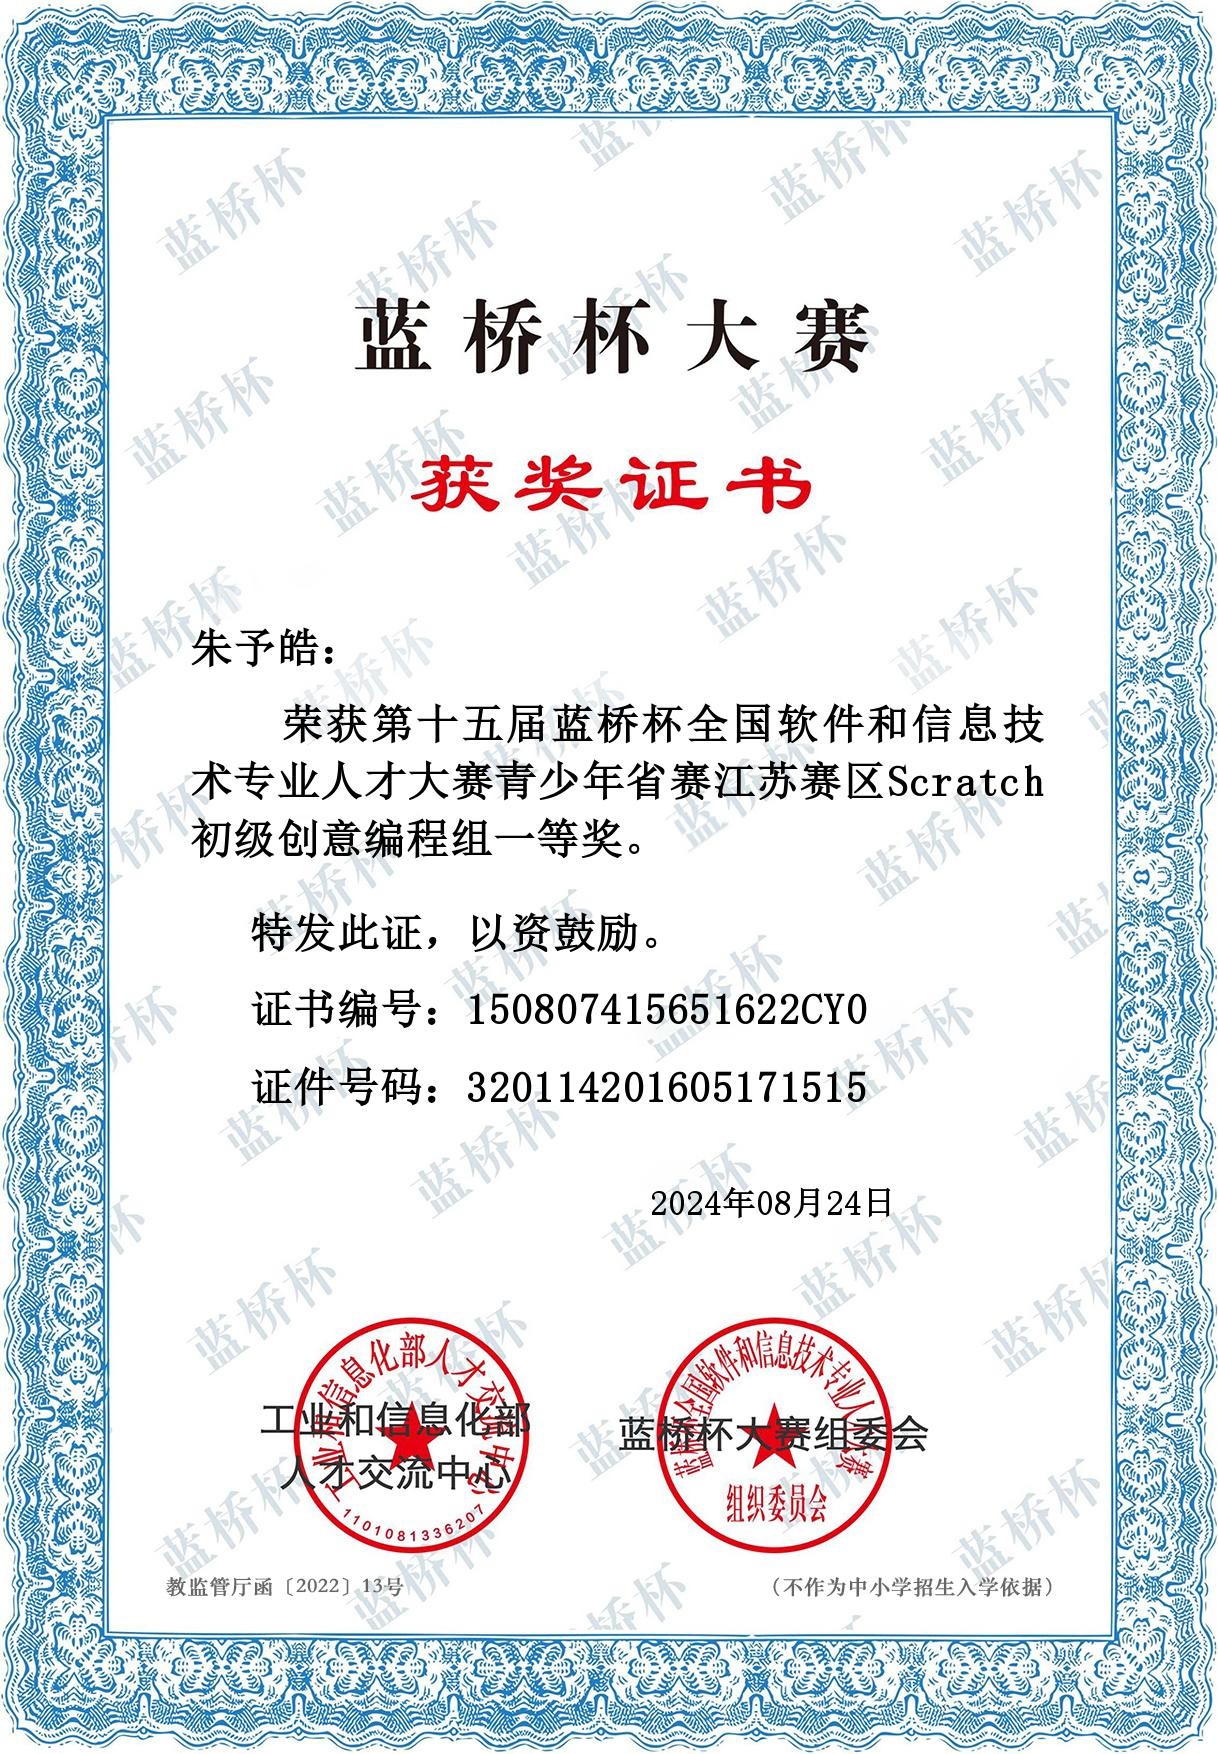 蓝桥杯大赛
获奖证书
朱予皓：
荣获第十五届蓝桥杯全国软件和信息技
术专业人才大赛青少年省赛江苏赛区Scratch
初级创意编程组一等奖。
特发此证，以资鼓励。
证书编号：150807415651622CY0
证件号码：320114201605171515
2024年08月24日
工业和信息化部人才交流中心
工业和信息化部
人才交流中心
1101081336207
蓝桥杯全国软件和信息技术专业人才大赛
蓝桥杯大赛组委会
组织委员会
教监管厅函〔2022〕13号
（不作为中小学招生入学依据）
蓝桥杯